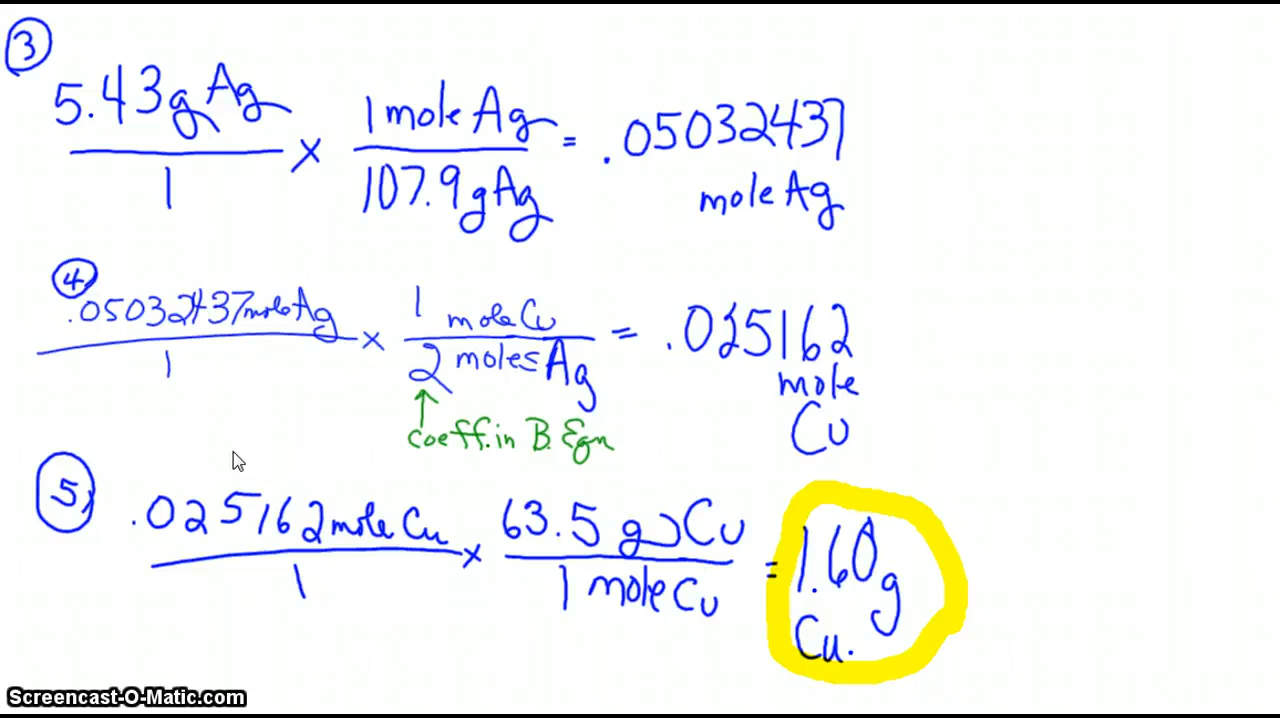 3
5.43g Ag / 1 × 1 mole Ag / 107.9 g Ag = .05032437 mole Ag
4
.05032437 mole Ag / 1 × 1 mole Cu / 2 moles Ag = .025162 mole Cu
↑
coeff. in B. Eqn
5
.025162 mole Cu / 1 × 63.5 g Cu / 1 mole Cu = 1.60 g Cu.
Screencast-O-Matic.com